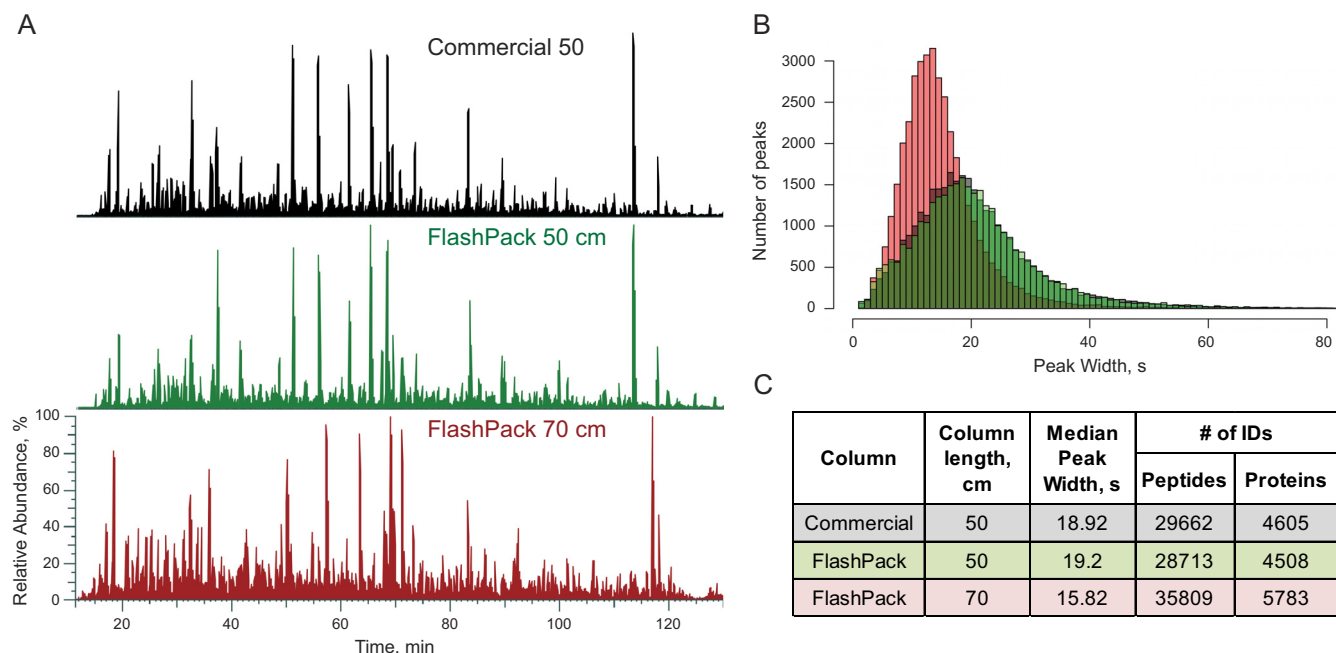 A
Commercial 50
FlashPack 50 cm
FlashPack 70 cm
Relative Abundance, %
100
80
60
40
20
0
20
40
60
80
100
120
Time, min
B
Number of peaks
3000
2500
2000
1500
1000
500
0
0
20
40
60
80
Peak Width, s
C
Column
Column
length,
cm
Median
Peak
Width, s
# of IDs
Peptides
Proteins
Commercial 50 18.92 29662 4605
FlashPack 50 19.2 28713 4508
FlashPack 70 15.82 35809 5783